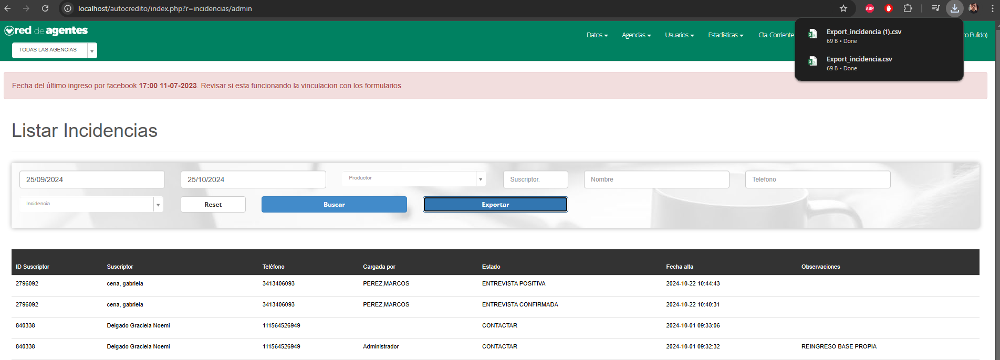 localhost/autocredito/index.php?r=incidencias/admin
ABP
red de agentes
TODAS LAS AGENCIAS
Datos
Agencias
Usuarios
Estadísticas
Cta. Corriente
ro Pulido)
Export_incidencia (1).csv
69 B • Done
Export_incidencia.csv
69 B • Done
Fecha del último ingreso por facebook 17:00 11-07-2023. Revisar si esta funcionando la vinculacion con los formularios
Listar Incidencias
25/09/2024 25/10/2024 Productor Suscriptor. Nombre Telefono
Incidencia Reset Buscar Exportar
ID Suscriptor Suscriptor Teléfono Cargada por Estado Fecha alta Observaciones
2796092 cena, gabriela 3413406093 PEREZ,MARCOS ENTREVISTA POSITIVA 2024-10-22 10:44:43
2796092 cena, gabriela 3413406093 PEREZ,MARCOS ENTREVISTA CONFIRMADA 2024-10-22 10:40:31
840338 Delgado Graciela Noemi 111564526949 CONTACTAR 2024-10-01 09:33:06
840338 Delgado Graciela Noemi 111564526949 Administrador CONTACTAR 2024-10-01 09:32:32 REINGRESO BASE PROPIA